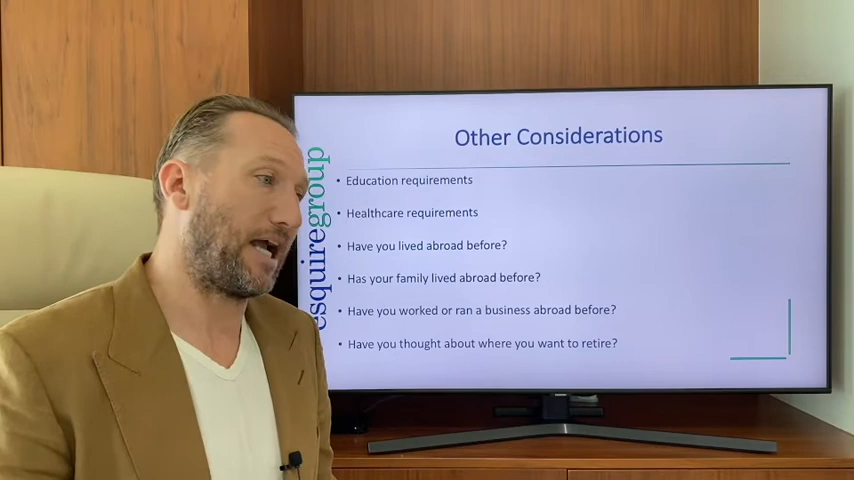 Other Considerations
esquiregroup
• Education requirements
• Healthcare requirements
• Have you lived abroad before?
• Has your family lived abroad before?
• Have you worked or ran a business abroad before?
• Have you thought about where you want to retire?